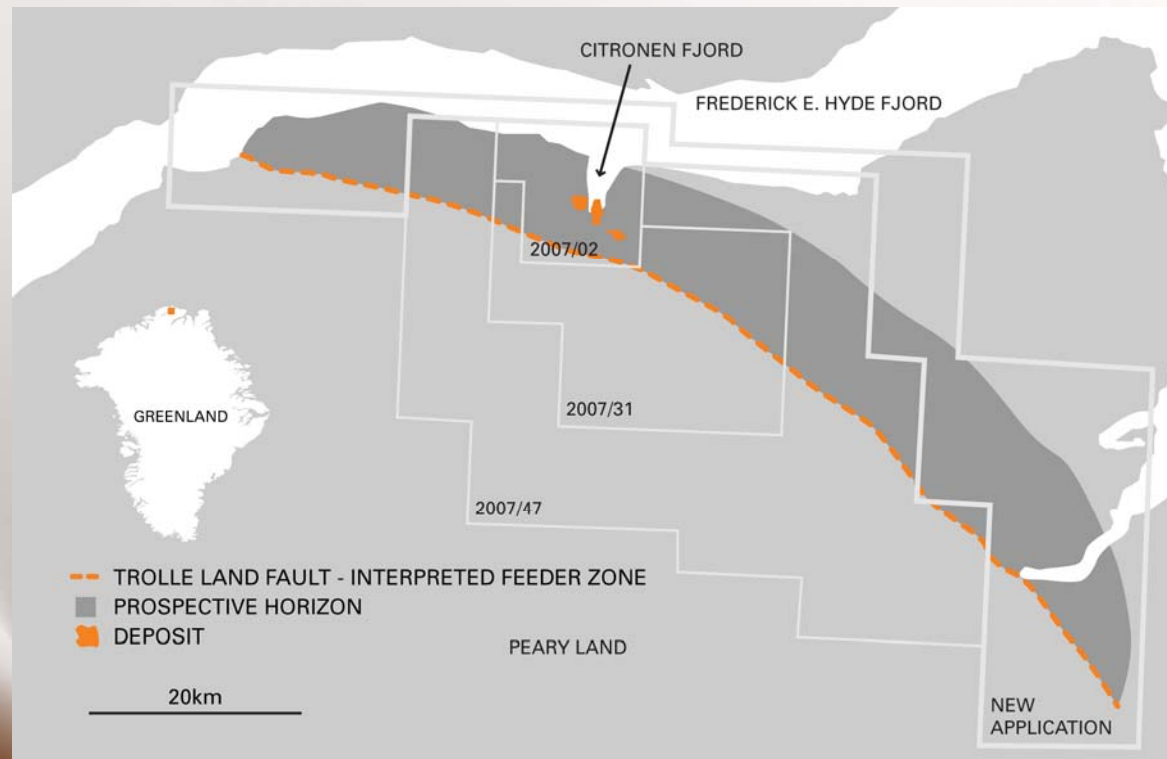 CITRONEN FJORD
FREDERICK E. HYDE FJORD
2007/02
2007/31
GREENLAND
2007/47
TROLLE LAND FAULT - INTERPRETED FEEDER ZONE
PROSPECTIVE HORIZON
DEPOSIT
PEARY LAND
20km
NEW
APPLICATION